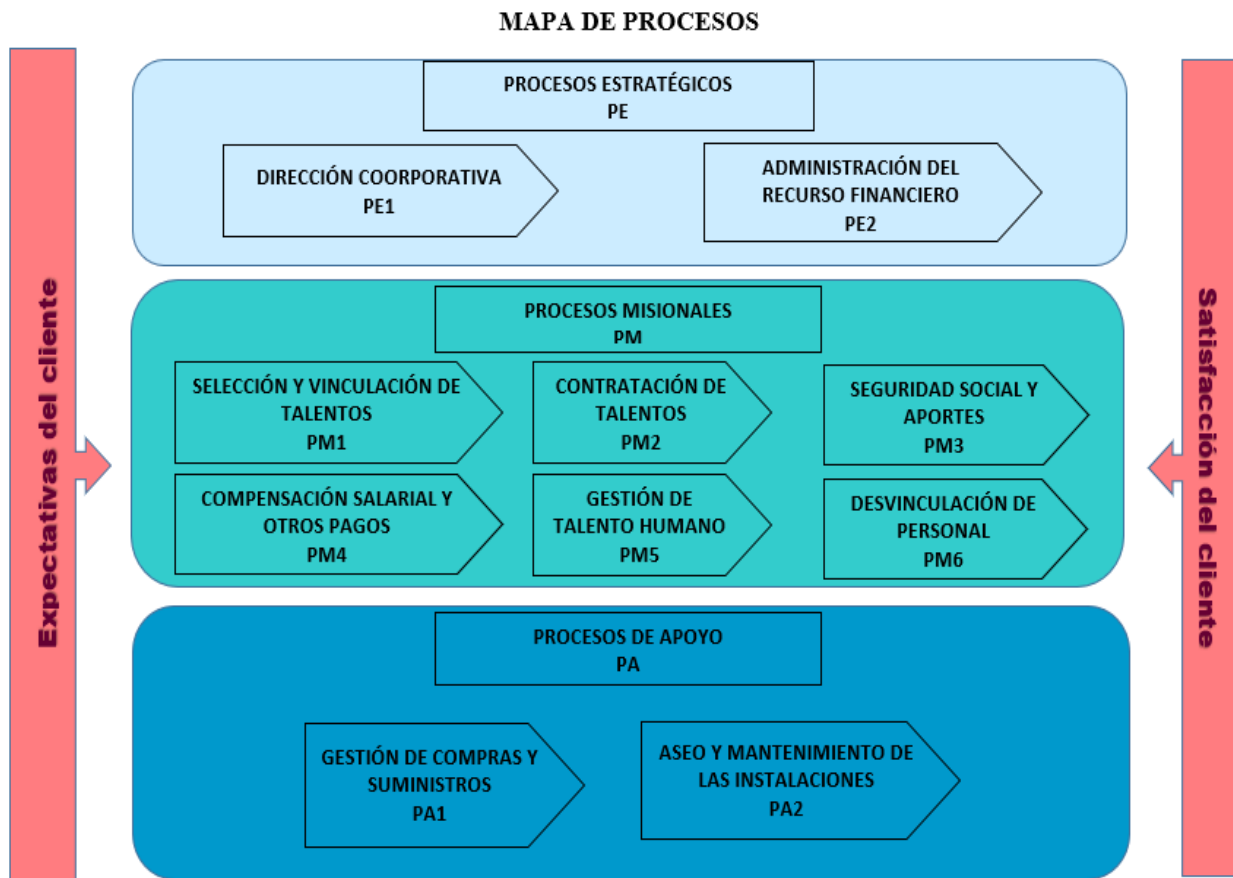 MAPA DE PROCESOS
Expectativas del cliente
PROCESOS ESTRATÉGICOS
PE
DIRECCIÓN COORPORATIVA
PE1
ADMINISTRACIÓN DEL
RECURSO FINANCIERO
PE2
PROCESOS MISIONALES
PM
SELECCIÓN Y VINCULACIÓN DE
TALENTOS
PM1
CONTRATACIÓN DE
TALENTOS
PM2
SEGURIDAD SOCIAL Y
APORTES
PM3
COMPENSACIÓN SALARIAL Y
OTROS PAGOS
PM4
GESTIÓN DE
TALENTO HUMANO
PM5
DESVINCULACIÓN DE
PERSONAL
PM6
PROCESOS DE APOYO
PA
GESTIÓN DE COMPRAS Y
SUMINISTROS
PA1
ASEO Y MANTENIMIENTO DE
LAS INSTALACIONES
PA2
Satisfacción del cliente